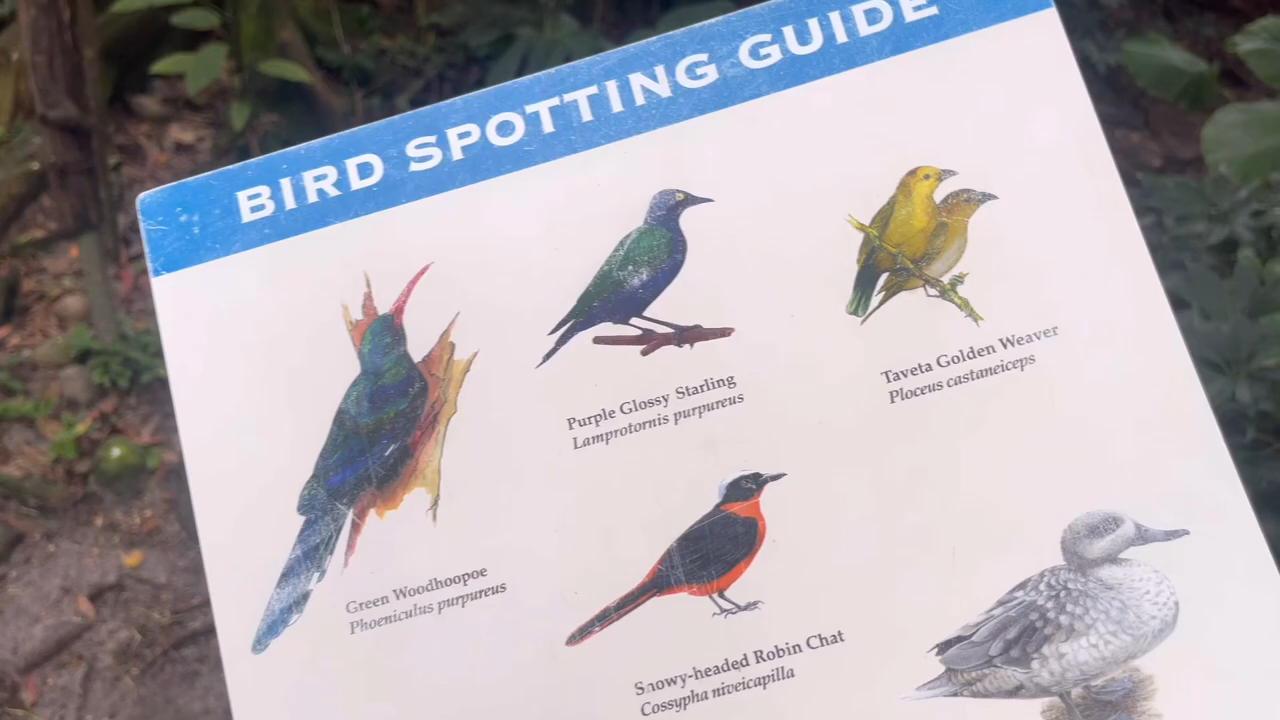 BIRD SPOTTING GUIDE
Purple Glossy Starling
Lamprotornis purpureus
Taveta Golden Weaver
Ploceus castaneiceps
Green Woodhoopoe
Phoeniculus purpureus
Snowy-headed Robin Chat
Cossypha niveicapilla